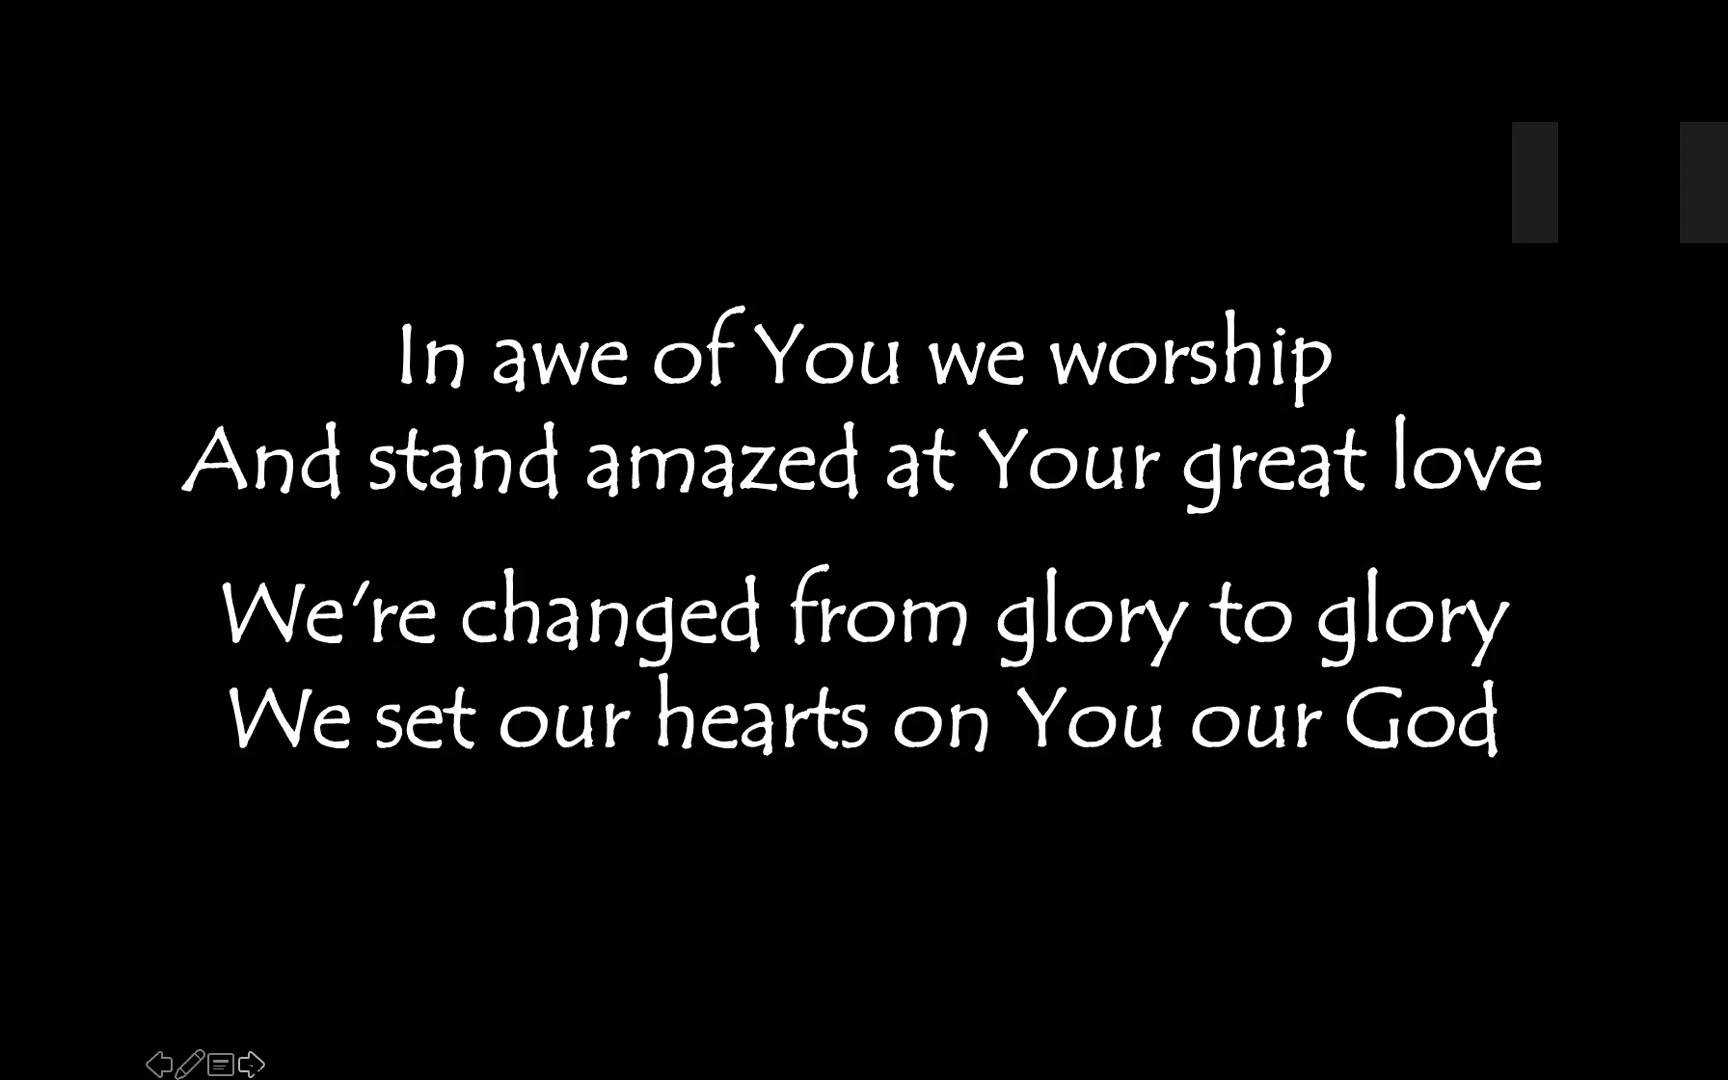 In awe of You we worship
And stand amazed at Your great love
We're changed from glory to glory
We set our hearts on You our God